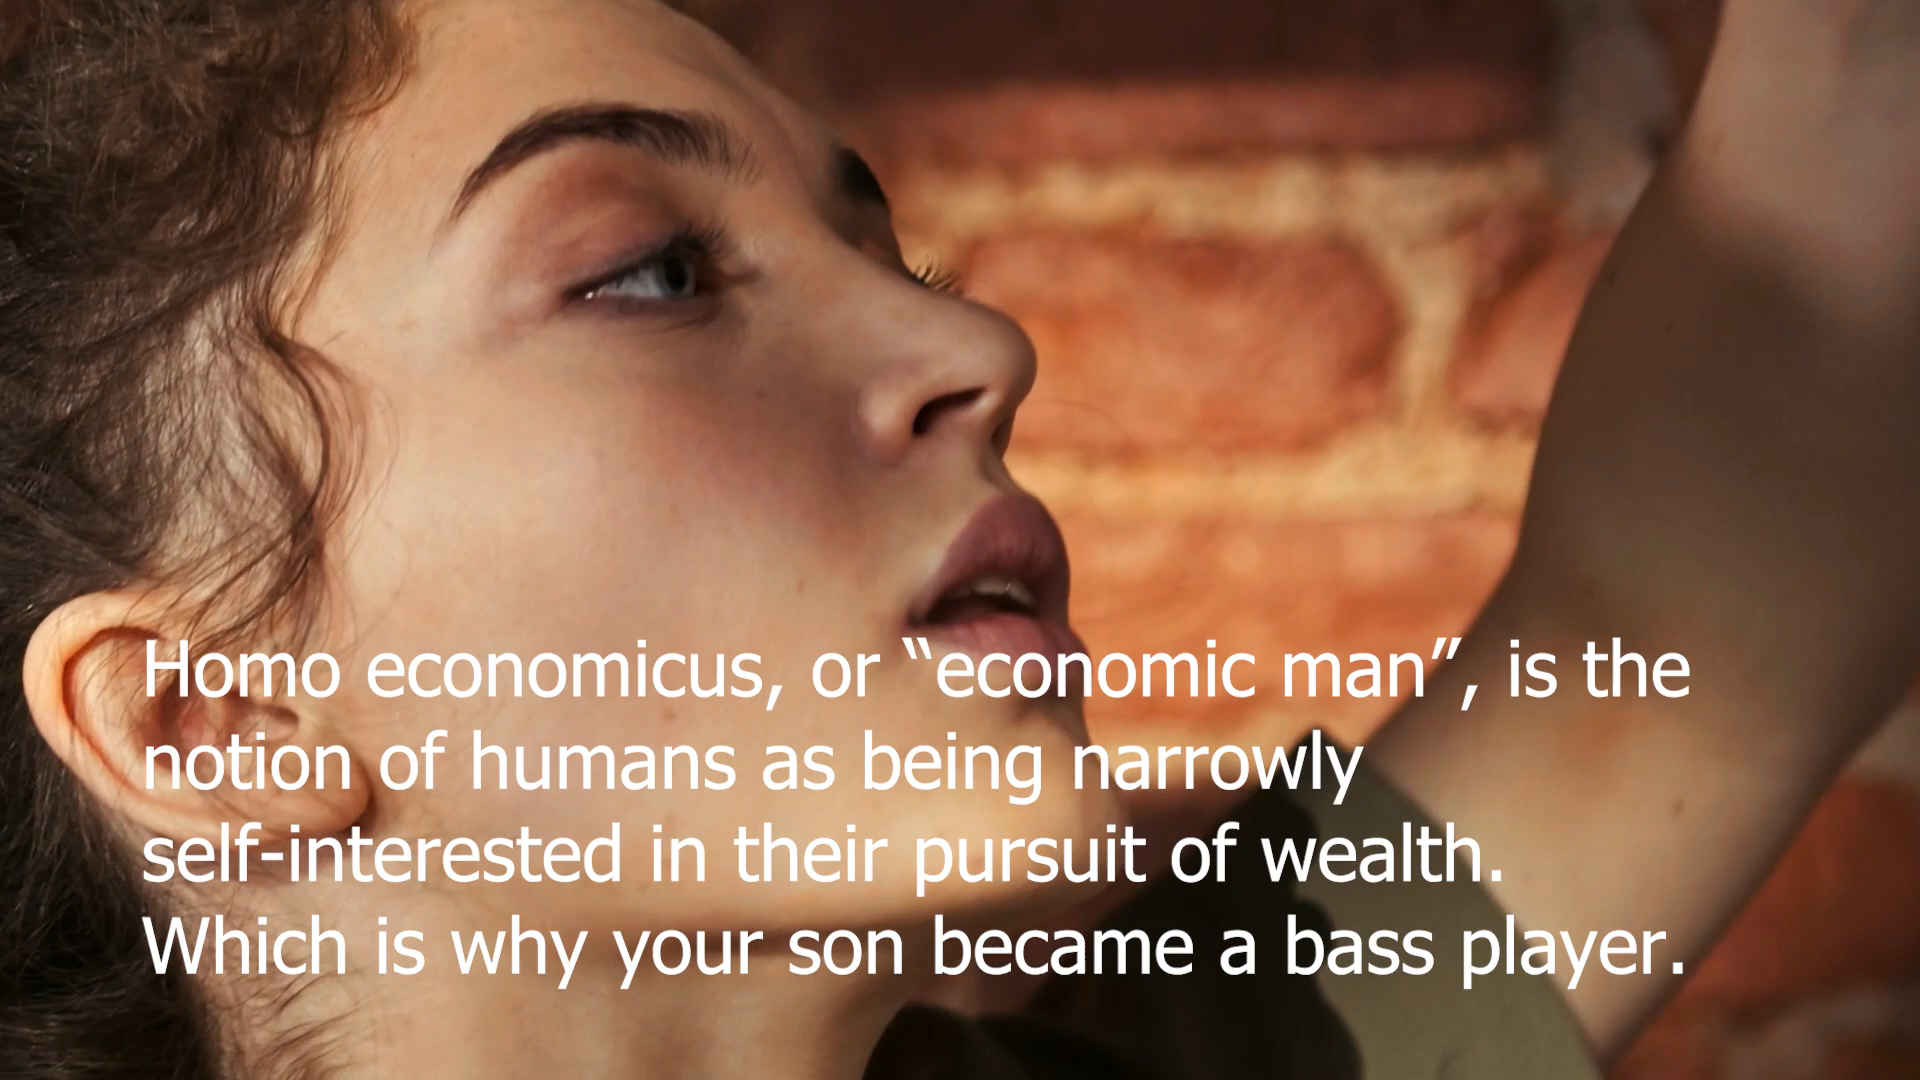 Homo economicus, or “economic man”, is the
notion of humans as being narrowly
self-interested in their pursuit of wealth.
Which is why your son became a bass player.